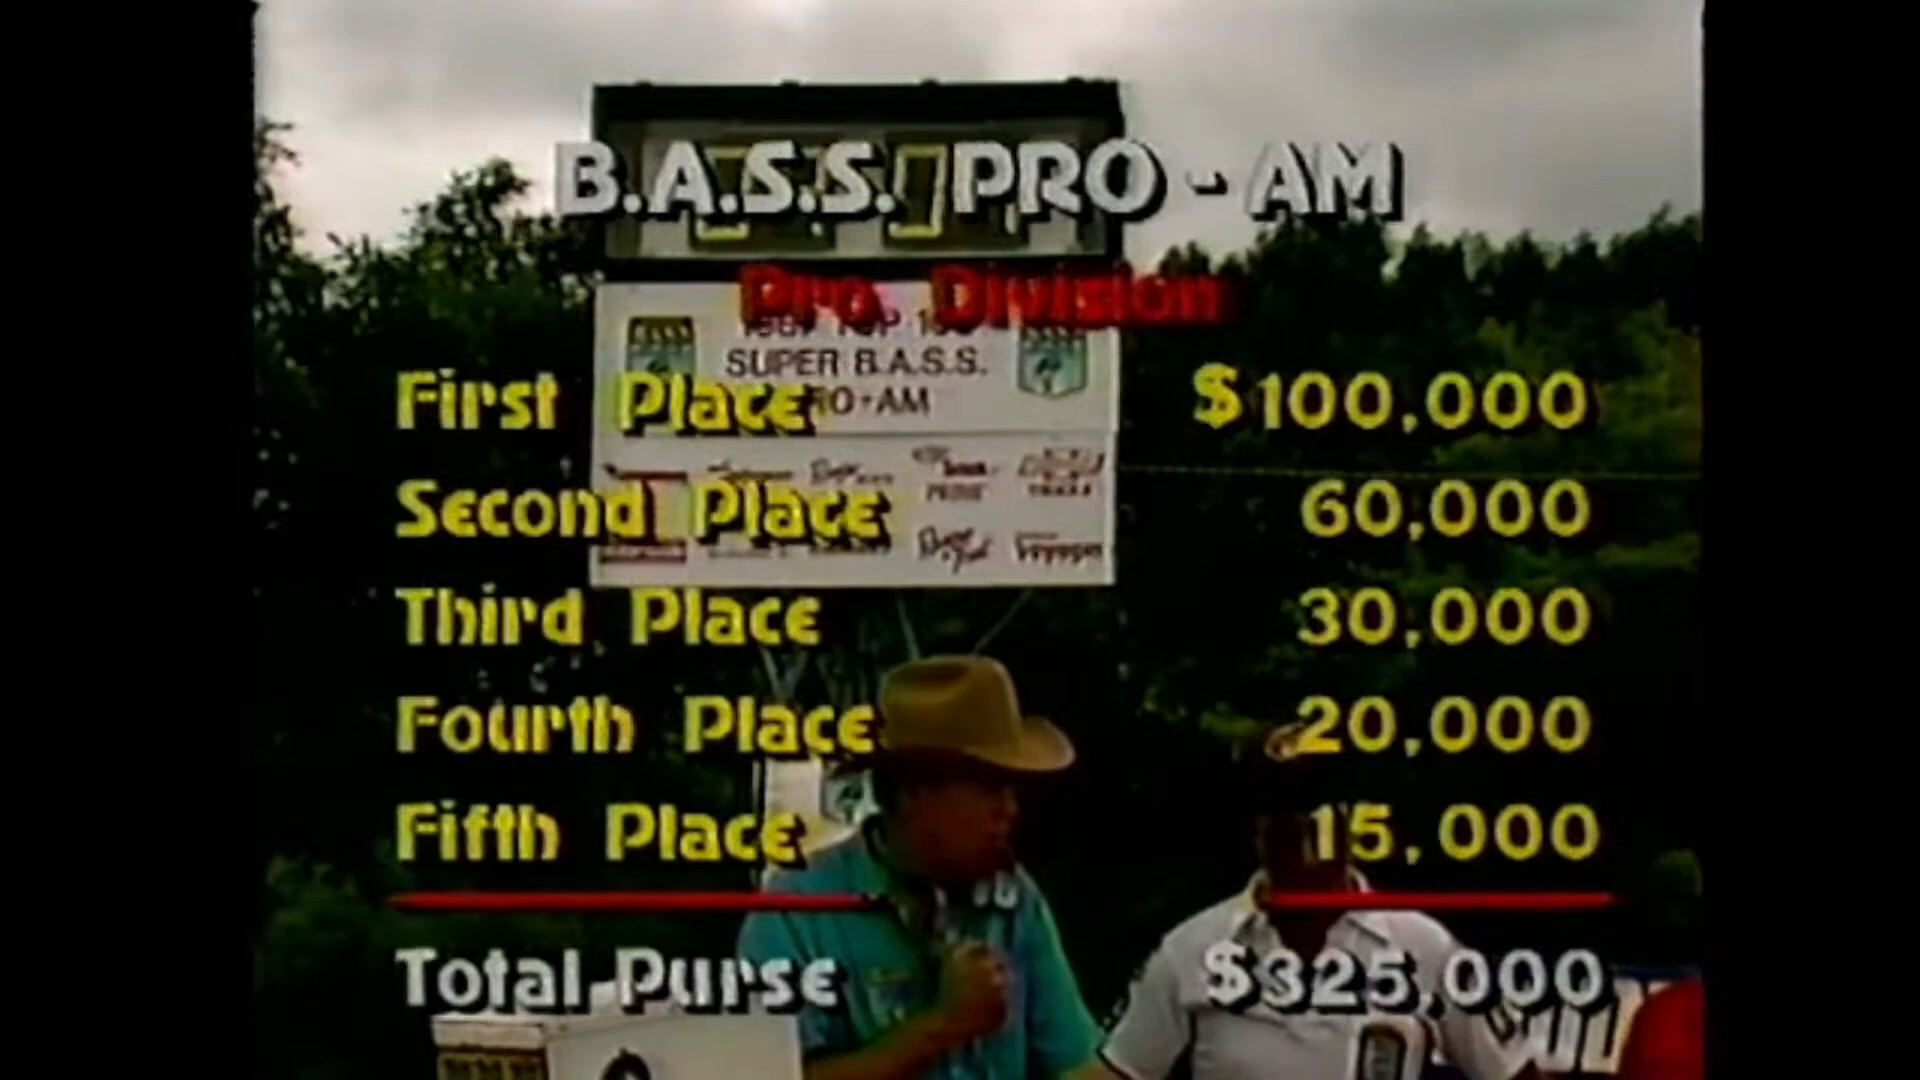 B.A.S.S. PRO - AM
Pro Division
SUPER B.A.S.S.
First Place $100,000
Second Place 60,000
Third Place 30,000
Fourth Place 20,000
Fifth Place 15,000
Total Purse $325,000